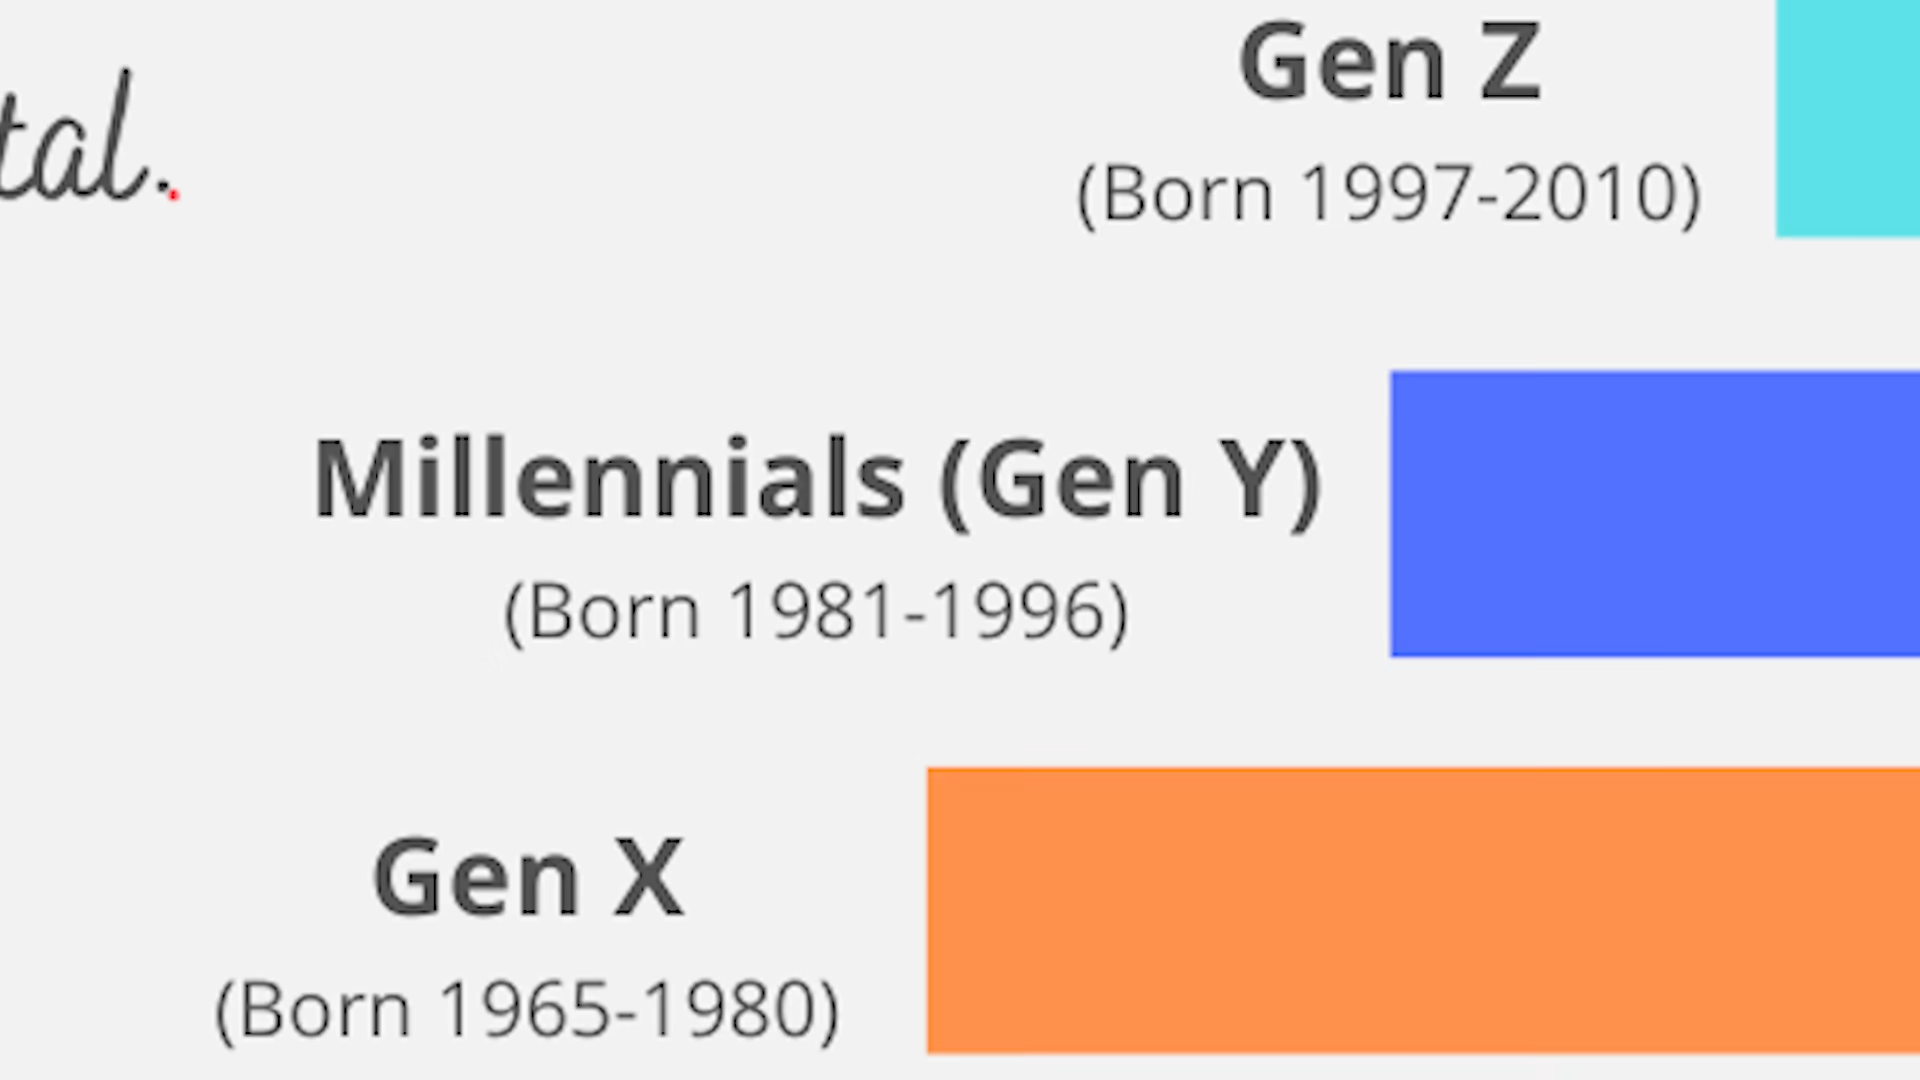 Gen Z
tal.
(Born 1997-2010)
Millennials (Gen Y)
(Born 1981-1996)
Gen X
(Born 1965-1980)